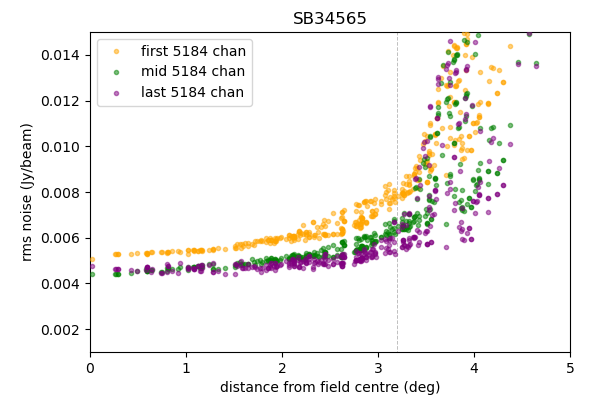 SB34565
first 5184 chan
mid 5184 chan
last 5184 chan
rms noise (Jy/beam)
0.014
0.012
0.010
0.008
0.006
0.004
0.002
0 1 2 3 4 5
distance from field centre (deg)